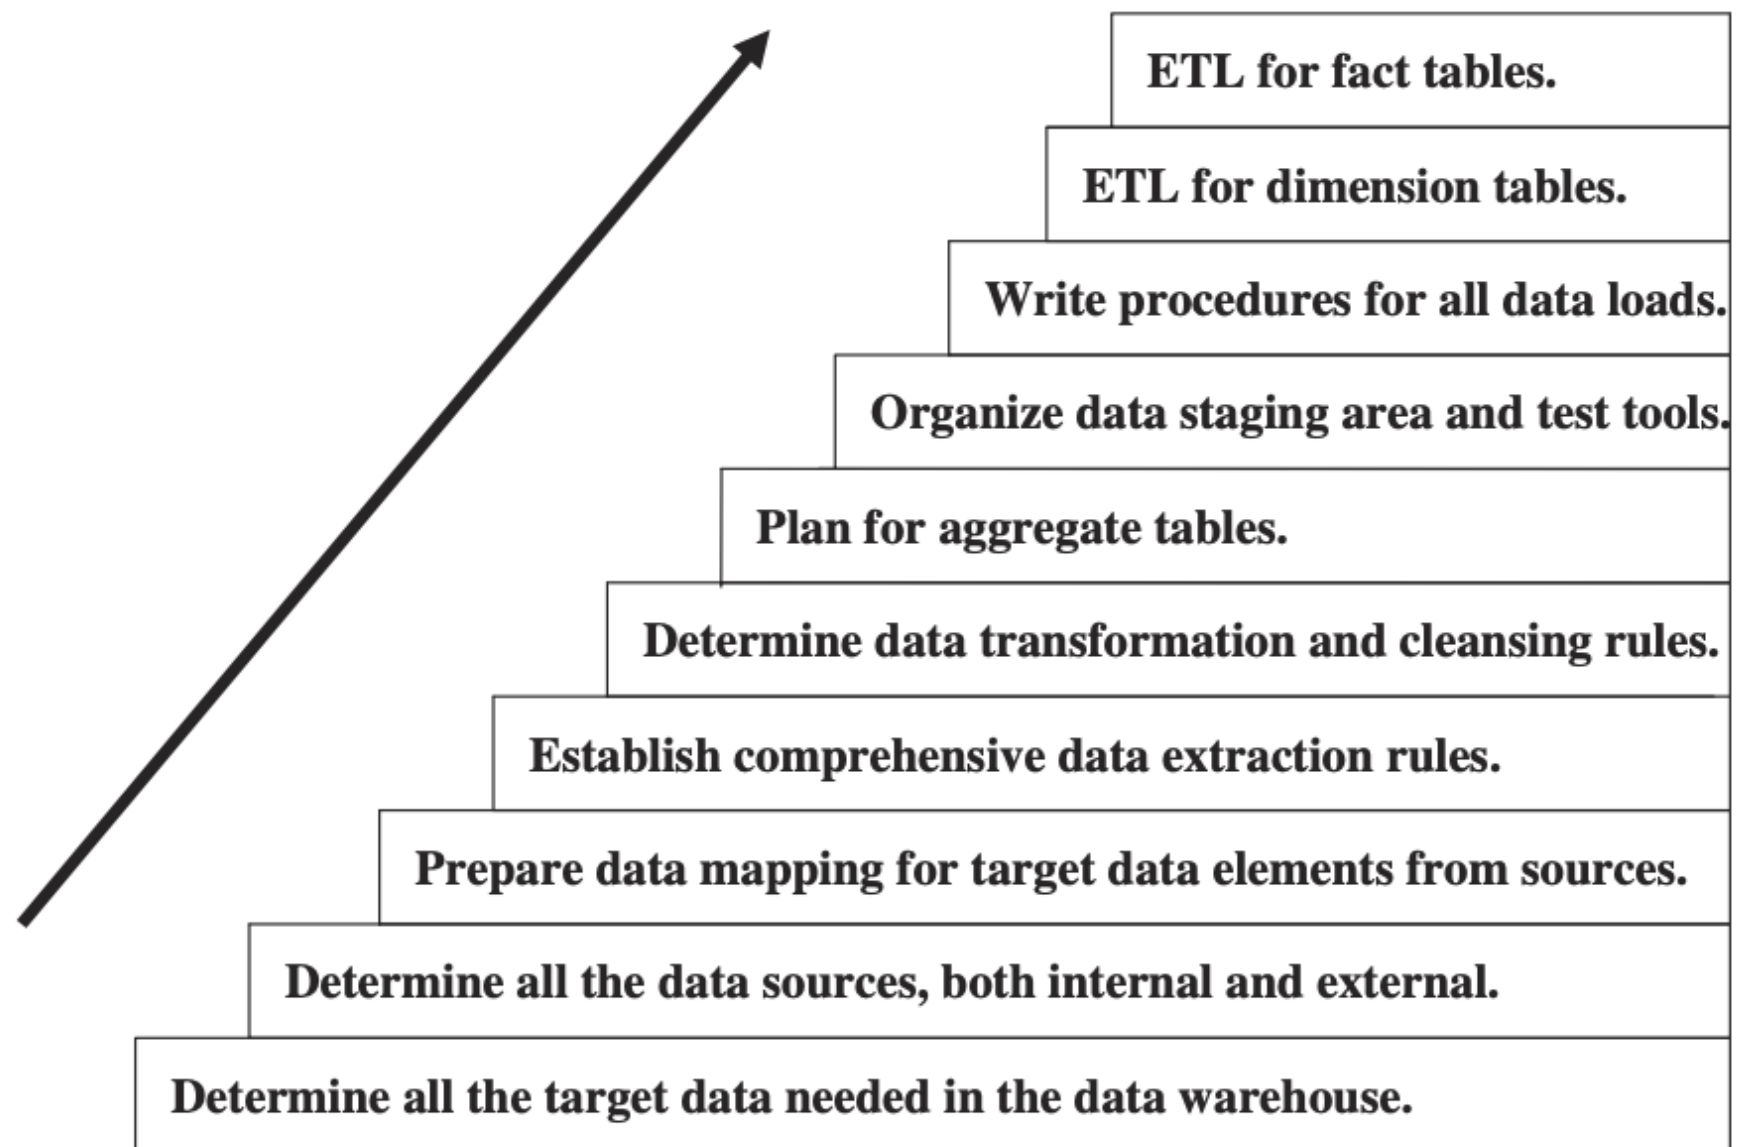 ETL for fact tables.
ETL for dimension tables.
Write procedures for all data loads.
Organize data staging area and test tools.
Plan for aggregate tables.
Determine data transformation and cleansing rules.
Establish comprehensive data extraction rules.
Prepare data mapping for target data elements from sources.
Determine all the data sources, both internal and external.
Determine all the target data needed in the data warehouse.